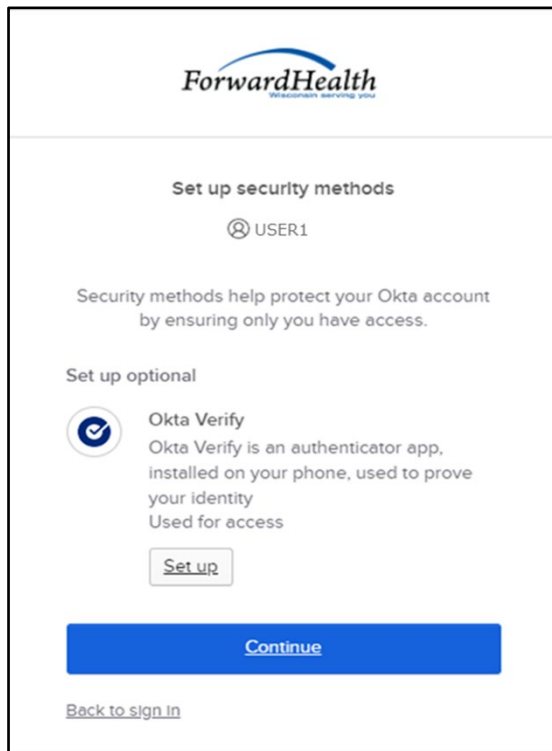 ForwardHealth
Wisconsin serving you
Set up security methods
USER1
Security methods help protect your Okta account
by ensuring only you have access.
Set up optional
Okta Verify
Okta Verify is an authenticator app,
installed on your phone, used to prove
your identity
Used for access
Set up
Continue
Back to sign in